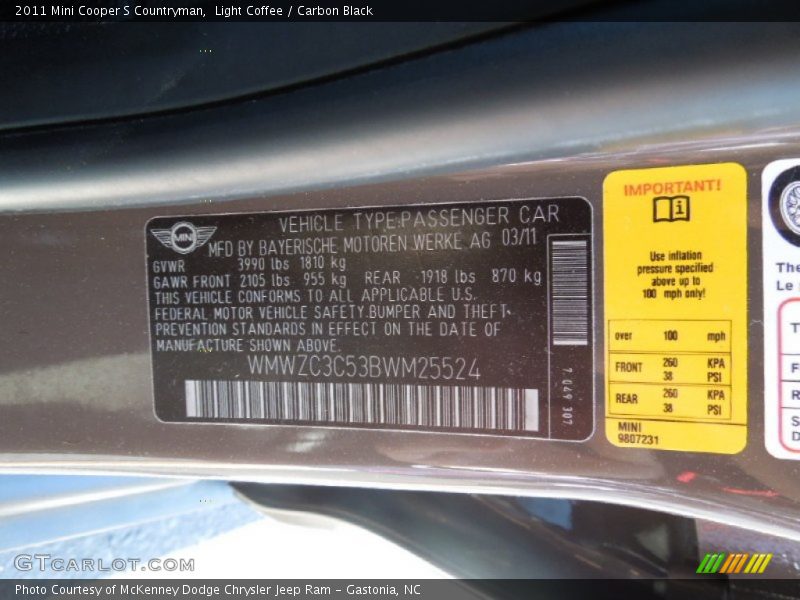 2011 Mini Cooper S Countryman,  Light Coffee / Carbon Black
MINI
VEHICLE TYPE:PASSENGER CAR
MFD BY BAYERISCHE MOTOREN WERKE AG 03/11
GVWR 3990 lbs 1810 kg
GAWR FRONT 2105 lbs 955 kg REAR 1918 lbs 870 kg
THIS VEHICLE CONFORMS TO ALL APPLICABLE U.S.
FEDERAL MOTOR VEHICLE SAFETY,BUMPER AND THEFT-
PREVENTION STANDARDS IN EFFECT ON THE DATE OF
MANUFACTURE SHOWN ABOVE.
WMWZC3C53BWM25524
7 049 307
IMPORTANT!
Use inflation
pressure specified
above up to
100 mph only!
over 100 mph
FRONT 260 KPA
38 PSI
REAR 260 KPA
38 PSI
MINI
9807231
The
Le
GTCARLOT.COM
Photo Courtesy of McKenney Dodge Chrysler Jeep Ram – Gastonia, NC